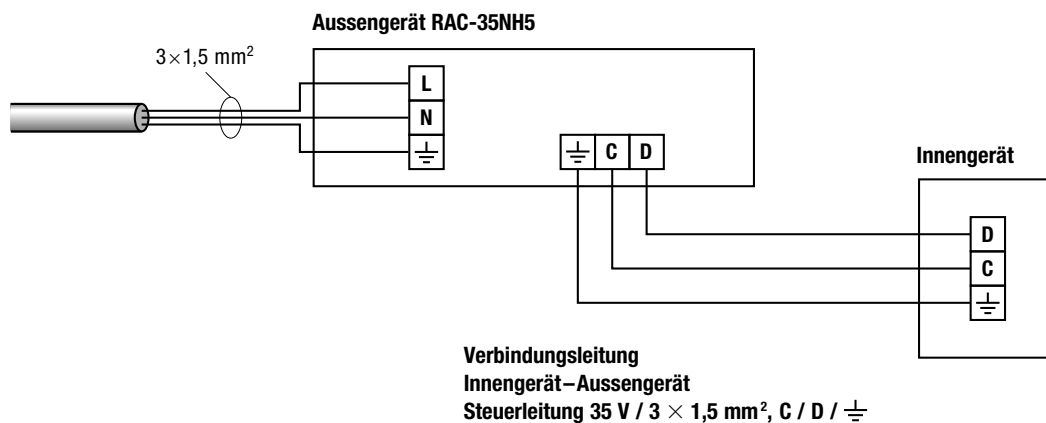 Aussengerät RAC-35NH5
3×1,5 mm²
L
N
⏚
⏚ C D
Innengerät
D
C
⏚
Verbindungsleitung
Innengerät–Aussengerät
Steuerleitung 35 V / 3 × 1,5 mm², C / D / ⏚